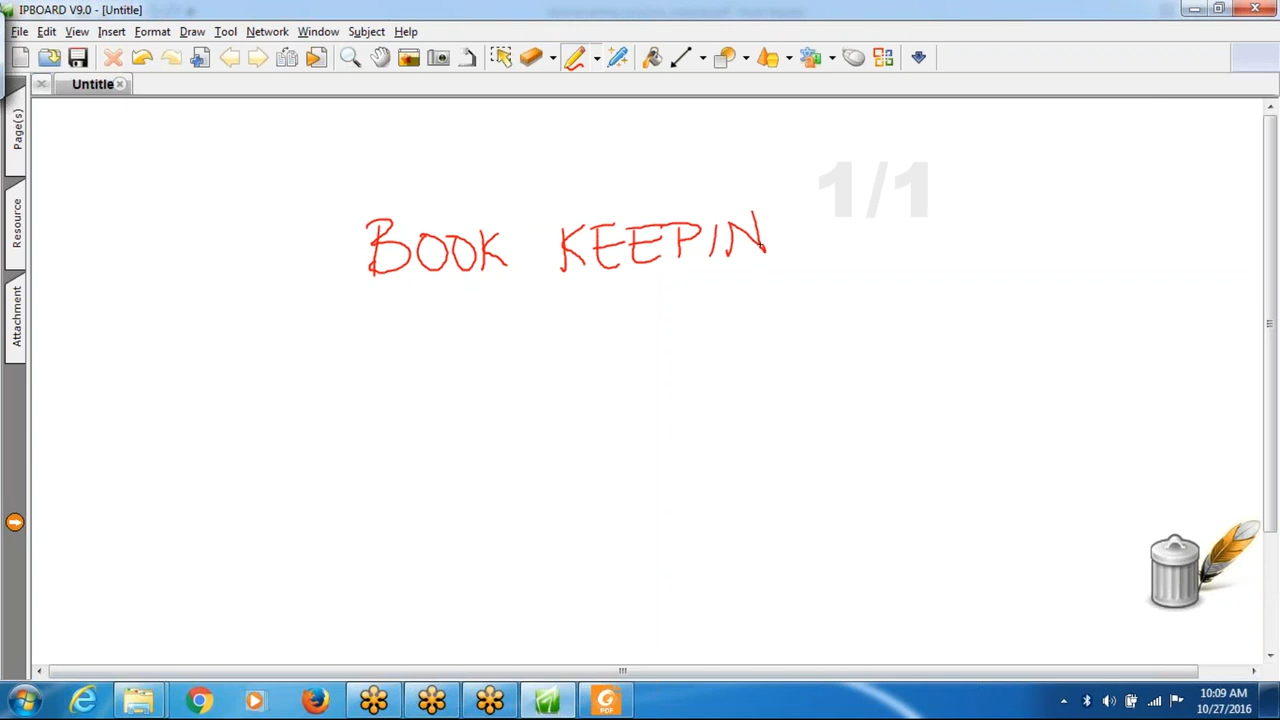 IPBOARD V9.0 - [Untitle]
File Edit View Insert Format Draw Tool Network Window Subject Help
Untitle
Page(s)
Resource
Attachment
1/1
BOOK KEEPIN
PDF
10:09 AM
10/27/2016